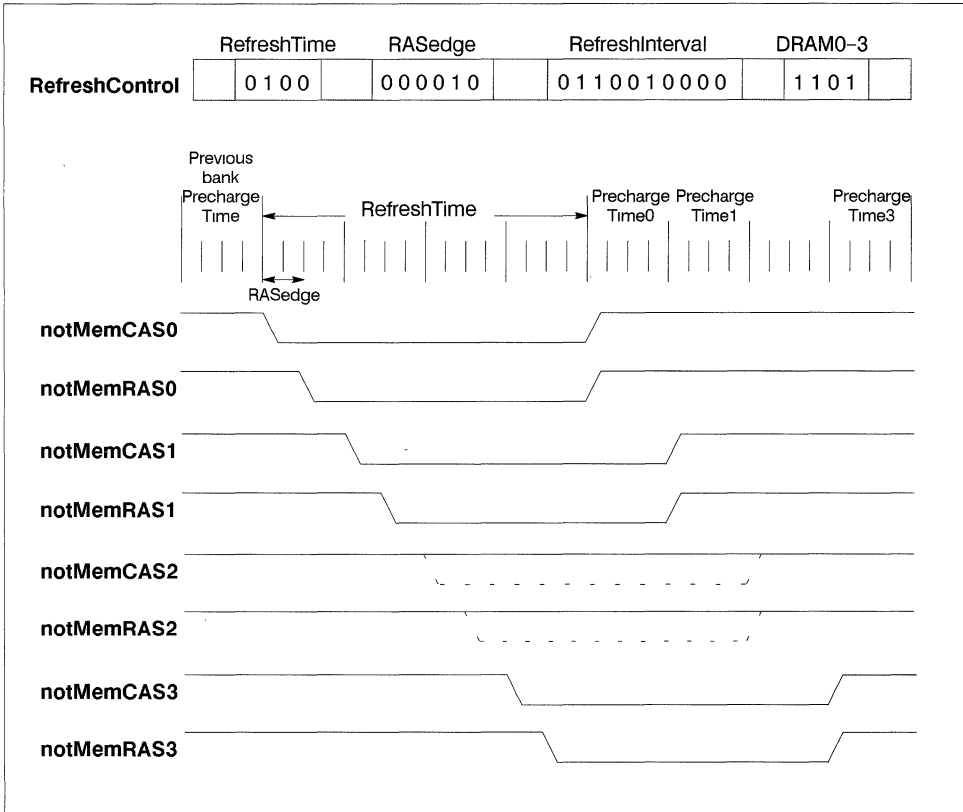 RefreshTime RASedge RefreshInterval DRAM0-3
RefreshControl 0100 000010 0110010000 1101
Previous
bank
Precharge
Time
RefreshTime
Precharge
Time0
Precharge
Time1
Precharge
Time3
RASedge
notMemCAS0
notMemRAS0
notMemCAS1
notMemRAS1
notMemCAS2
notMemRAS2
notMemCAS3
notMemRAS3